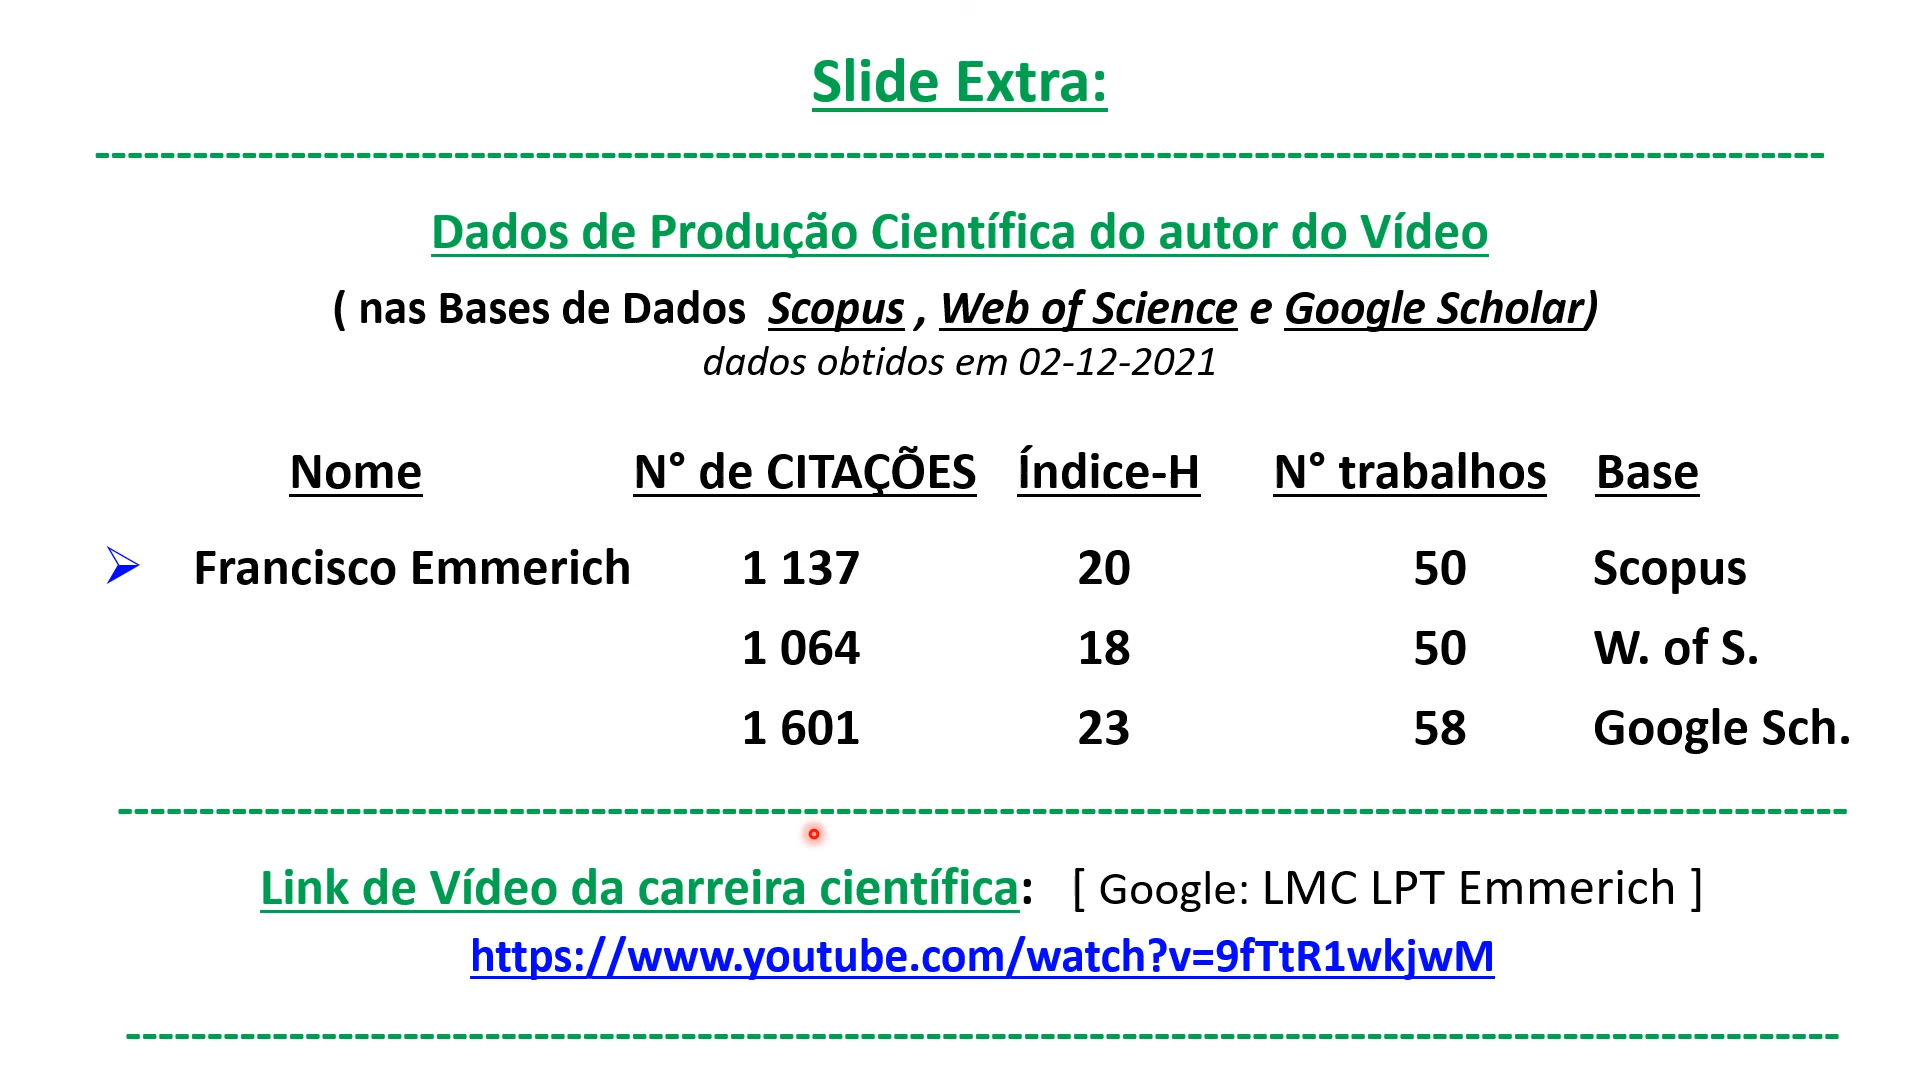 Slide Extra:
Dados de Produção Científica do autor do Vídeo
( nas Bases de Dados Scopus , Web of Science e Google Scholar)
dados obtidos em 02-12-2021
Nome N° de CITAÇÕES Índice-H N° trabalhos Base
Francisco Emmerich 1 137 20 50 Scopus
1 064 18 50 W. of S.
1 601 23 58 Google Sch.
Link de Vídeo da carreira científica: [ Google: LMC LPT Emmerich ]
https://www.youtube.com/watch?v=9fTtR1wkjwM